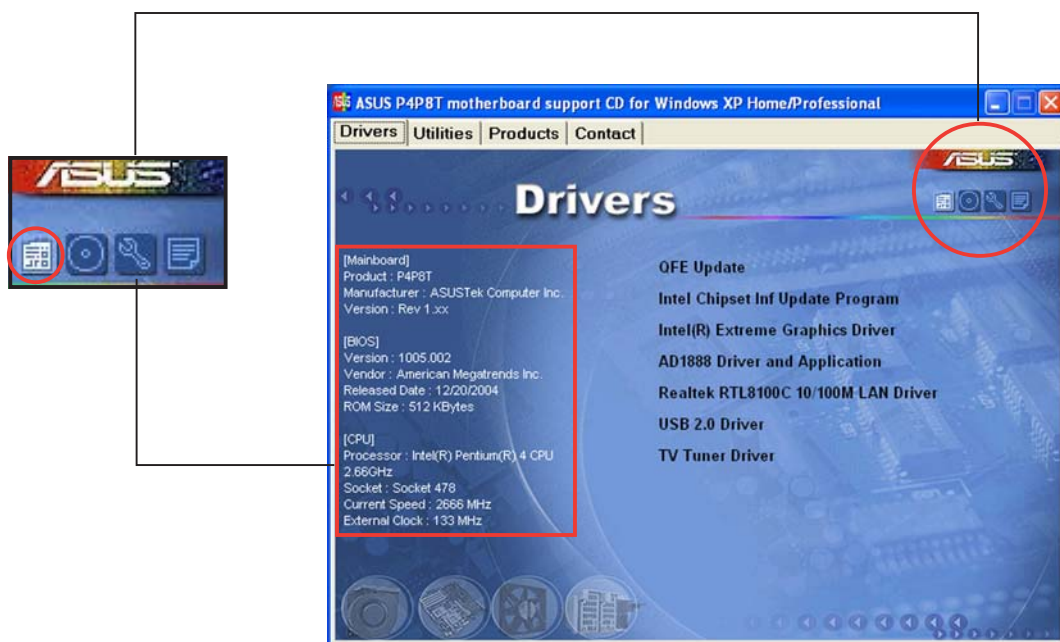 ASUS P4P8T motherboard support CD for Windows XP Home/Professional
Drivers Utilities Products Contact
ASUS
ASUS
Drivers
[Mainboard]
Product : P4P8T
Manufacturer : ASUSTek Computer Inc.
Version : Rev 1.xx
[BIOS]
Version : 1005.002
Vendor : American Megatrends Inc.
Released Date : 12/20/2004
ROM Size : 512 KBytes
[CPU]
Processor : Intel(R) Pentium(R) 4 CPU
2.66GHz
Socket : Socket 478
Current Speed : 2666 MHz
External Clock : 133 MHz
QFE Update
Intel Chipset Inf Update Program
Intel(R) Extreme Graphics Driver
AD1888 Driver and Application
Realtek RTL8100C 10/100M LAN Driver
USB 2.0 Driver
TV Tuner Driver